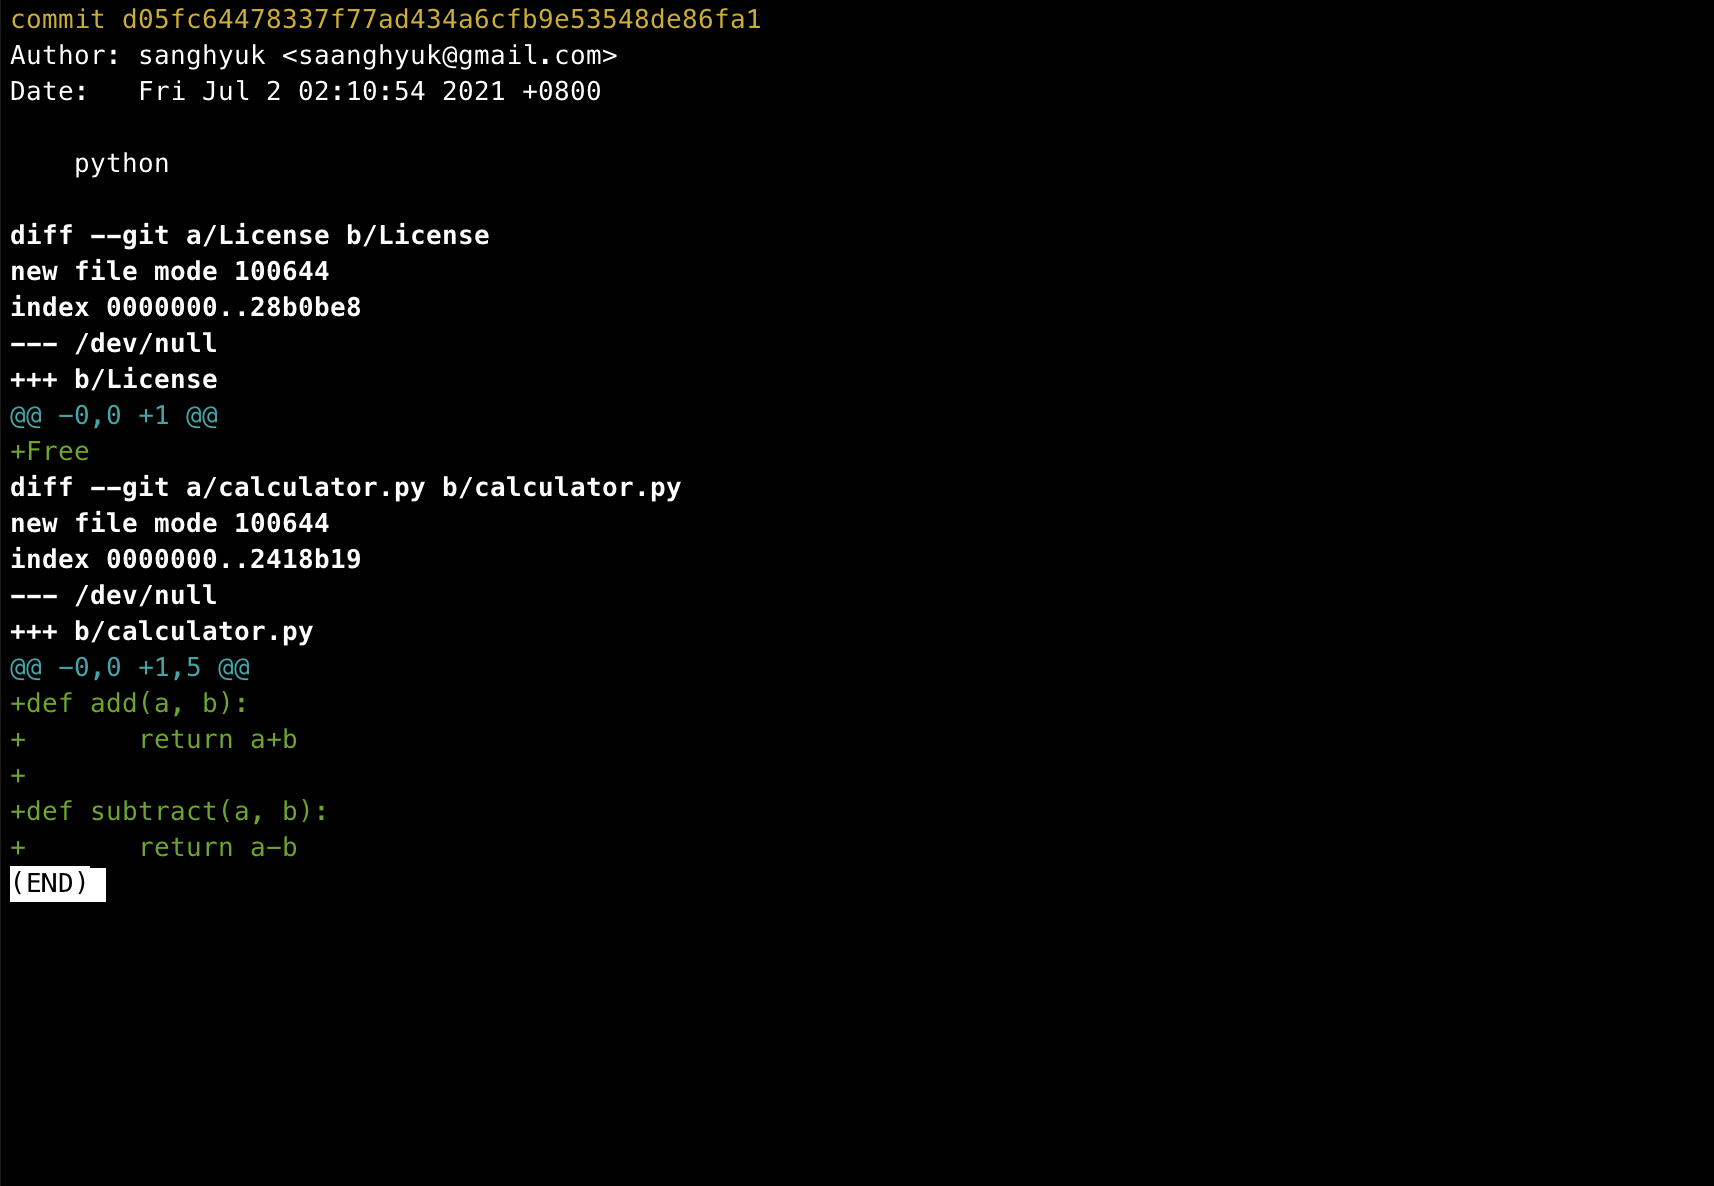 commit d05fc64478337f77ad434a6cfb9e53548de86fa1
Author: sanghyuk <saanghyuk@gmail.com>
Date:   Fri Jul 2 02:10:54 2021 +0800
    python
diff --git a/License b/License
new file mode 100644
index 0000000..28b0be8
--- /dev/null
+++ b/License
@@ -0,0 +1 @@
+Free
diff --git a/calculator.py b/calculator.py
new file mode 100644
index 0000000..2418b19
--- /dev/null
+++ b/calculator.py
@@ -0,0 +1,5 @@
+def add(a, b):
+       return a+b
+
+def subtract(a, b):
+       return a-b
(END)